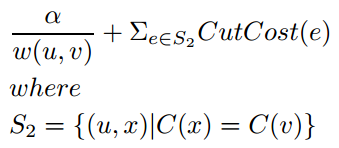 α
w(u, v) + Σ_{e∈S₂} CutCost(e)
where
S₂ = {(u, x)|C(x) = C(v)}